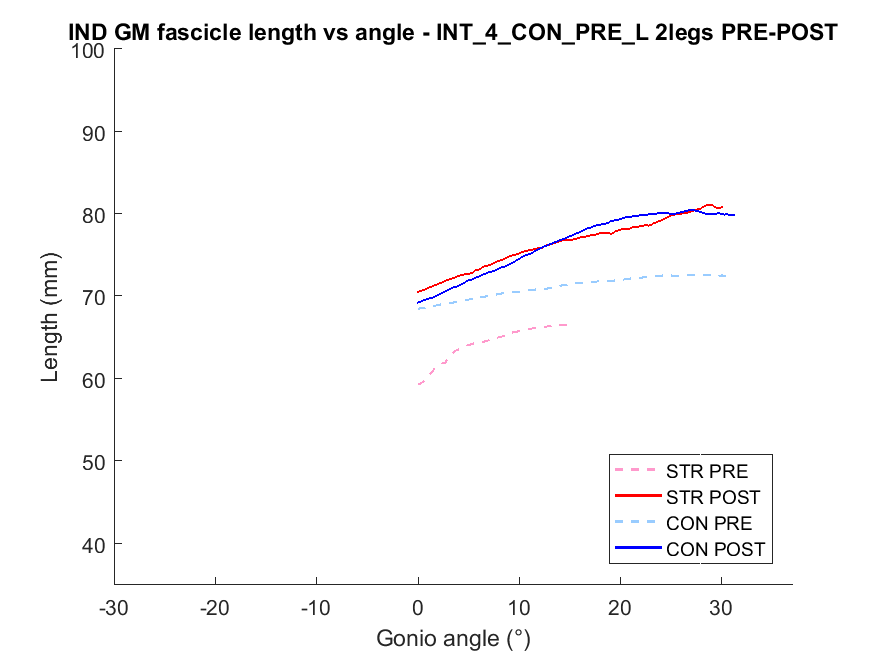 IND GM fascicle length vs angle - INT_4_CON_PRE_L 2legs PRE-POST
100
90
80
70
60
50
40
Length (mm)
-30
-20
-10
0
10
20
30
Gonio angle (°)
STR PRE
STR POST
CON PRE
CON POST